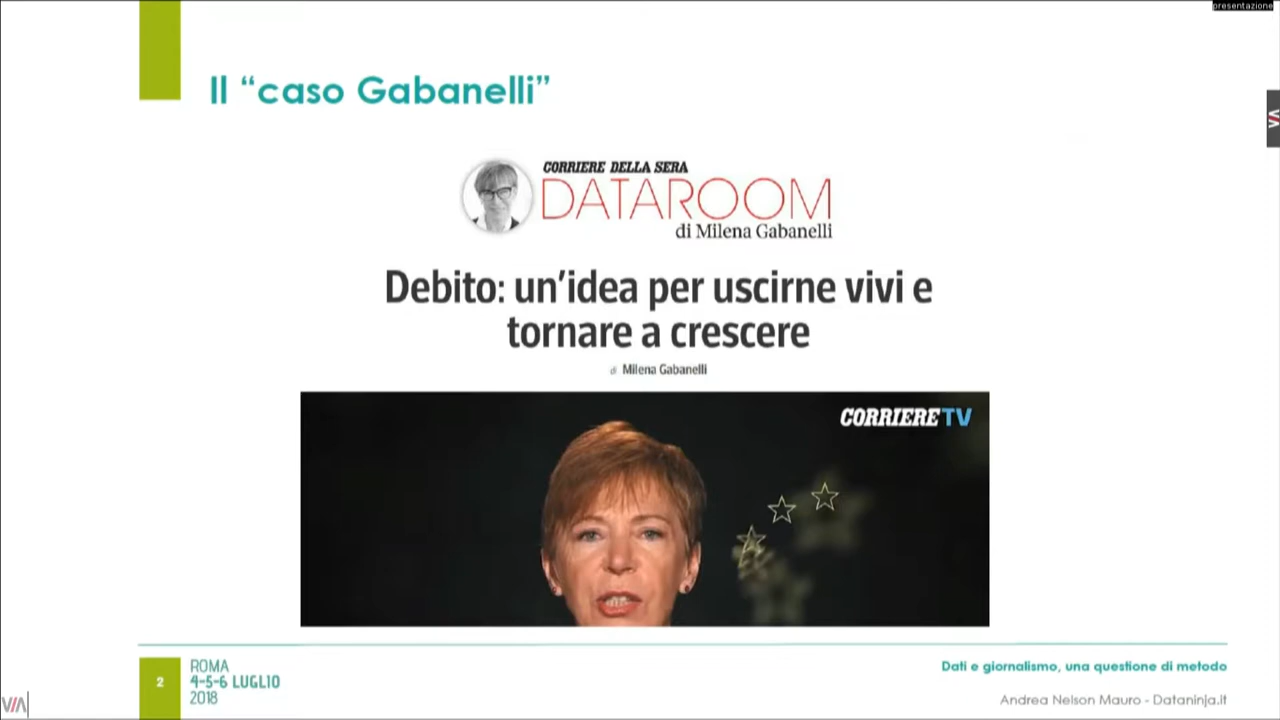 presentazione
Il “caso Gabanelli”
CORRIERE DELLA SERA
DATAROOM
di Milena Gabanelli
Debito: un’idea per uscirne vivi e
tornare a crescere
di Milena Gabanelli
CORRIERETV
2
ROMA
4-5-6 LUGLIO
2018
Dati e giornalismo, una questione di metodo
Andrea Nelson Mauro - Dataninja.it
VIA